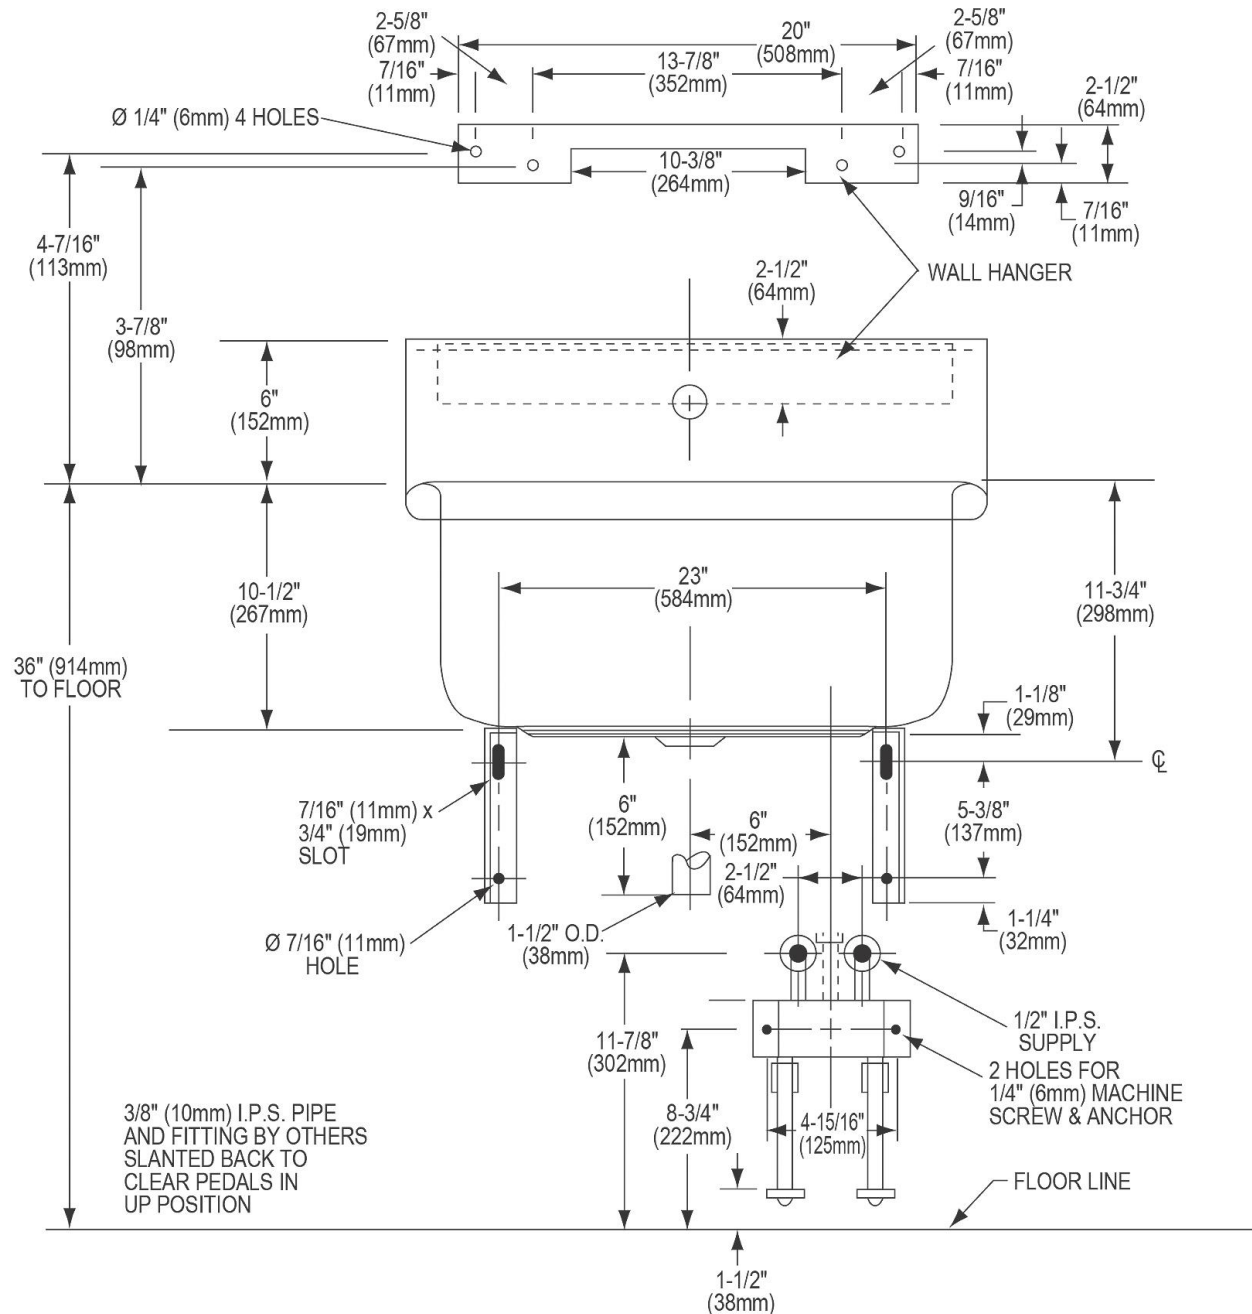 2-5/8"
(67mm)
20"
(508mm)
2-5/8"
(67mm)
7/16"
(11mm)
13-7/8"
(352mm)
7/16"
(11mm)
2-1/2"
(64mm)
Ø 1/4" (6mm) 4 HOLES
10-3/8"
(264mm)
9/16"
(14mm)
7/16"
(11mm)
4-7/16"
(113mm)
WALL HANGER
2-1/2"
(64mm)
3-7/8"
(98mm)
6"
(152mm)
10-1/2"
(267mm)
23"
(584mm)
11-3/4"
(298mm)
36" (914mm)
TO FLOOR
1-1/8"
(29mm)
℄
7/16" (11mm) x
3/4" (19mm)
SLOT
6"
(152mm)
6"
(152mm)
5-3/8"
(137mm)
2-1/2"
(64mm)
Ø 7/16" (11mm)
HOLE
1-1/2" O.D.
(38mm)
1-1/4"
(32mm)
1/2" I.P.S.
SUPPLY
11-7/8"
(302mm)
2 HOLES FOR
1/4" (6mm) MACHINE
SCREW & ANCHOR
8-3/4"
(222mm)
4-15/16"
(125mm)
3/8" (10mm) I.P.S. PIPE
AND FITTING BY OTHERS
SLANTED BACK TO
CLEAR PEDALS IN
UP POSITION
FLOOR LINE
1-1/2"
(38mm)